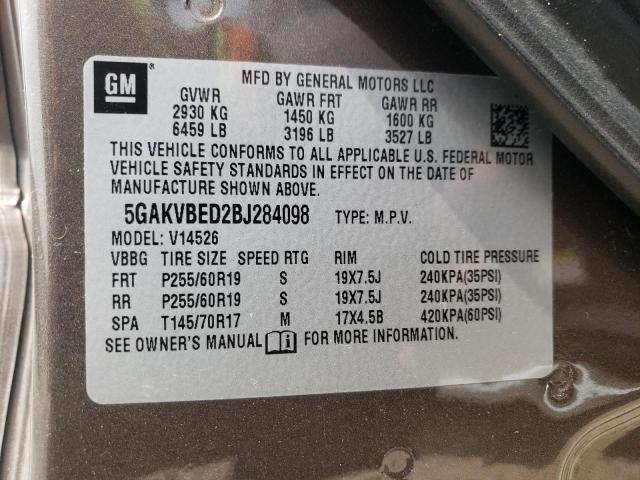 GM
MFD BY GENERAL MOTORS LLC
GVWR GAWR FRT GAWR RR
2930 KG 1450 KG 1600 KG
6459 LB 3196 LB 3527 LB
THIS VEHICLE CONFORMS TO ALL APPLICABLE U.S. FEDERAL MOTOR
VEHICLE SAFETY STANDARDS IN EFFECT ON THE DATE OF
MANUFACTURE SHOWN ABOVE.
5GAKVBED2BJ284098 TYPE: M.P.V.
MODEL: V14526
VBBG TIRE SIZE SPEED RTG RIM COLD TIRE PRESSURE
FRT P255/60R19 S 19X7.5J 240KPA(35PSI)
RR P255/60R19 S 19X7.5J 240KPA(35PSI)
SPA T145/70R17 M 17X4.5B 420KPA(60PSI)
SEE OWNER'S MANUAL FOR MORE INFORMATION.